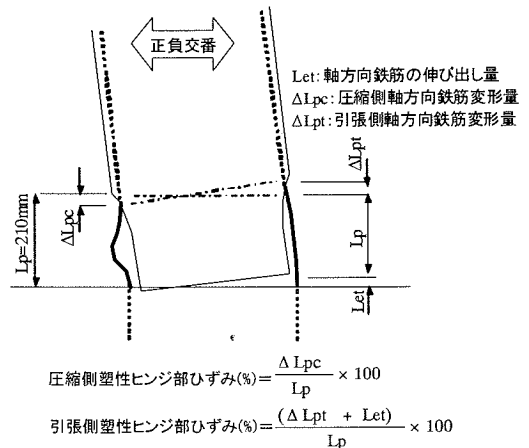 正負交番
Let:軸方向鉄筋の伸び出し量
ΔLpc:圧縮側軸方向鉄筋変形量
ΔLpt:引張側軸方向鉄筋変形量
ΔLpt
Lp=210mm
ΔLpc
Lp
Let
圧縮側塑性ヒンジ部ひずみ(%)=ΔLpc/Lp × 100
引張側塑性ヒンジ部ひずみ(%)=(ΔLpt + Let)/Lp × 100